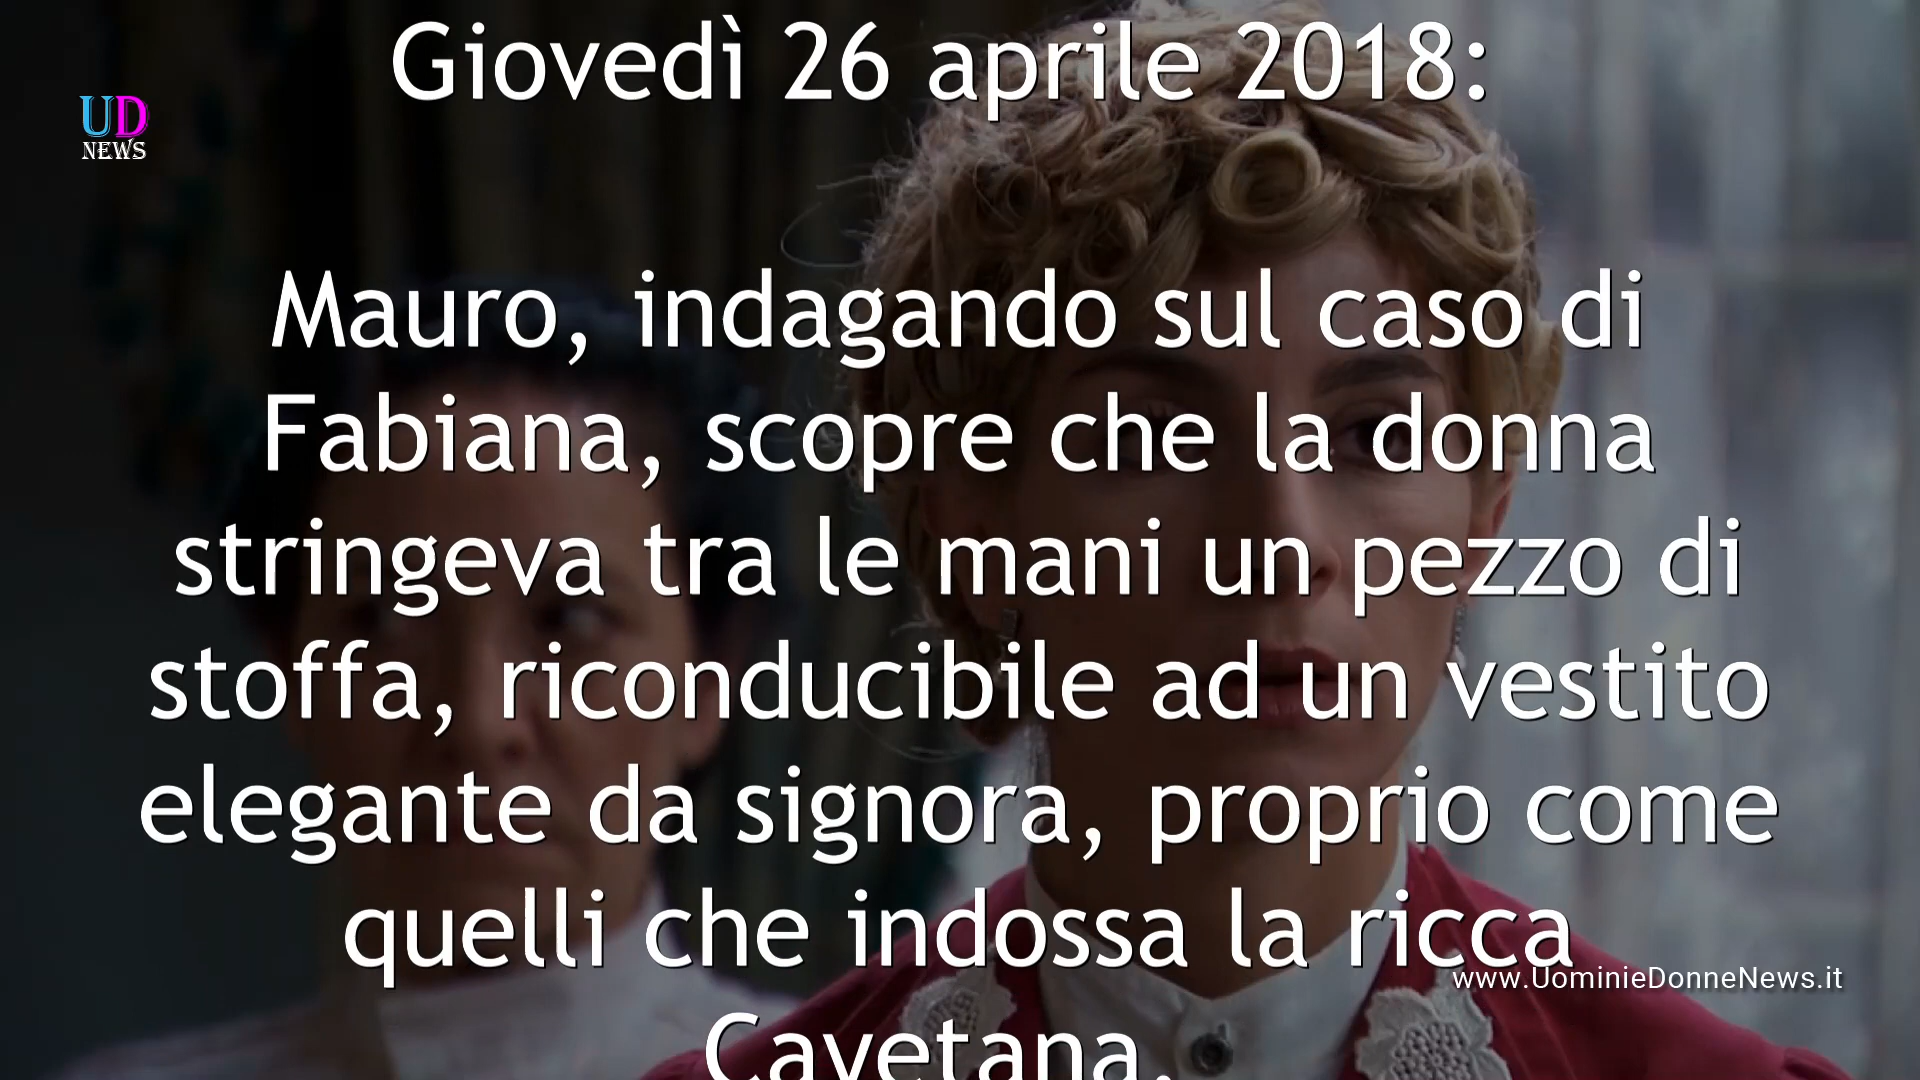 Giovedì 26 aprile 2018:
UD
NEWS
Mauro, indagando sul caso di
Fabiana, scopre che la donna
stringeva tra le mani un pezzo di
stoffa, riconducibile ad un vestito
elegante da signora, proprio come
quelli che indossa la ricca
www.UominieDonneNews.it
Cayetana.